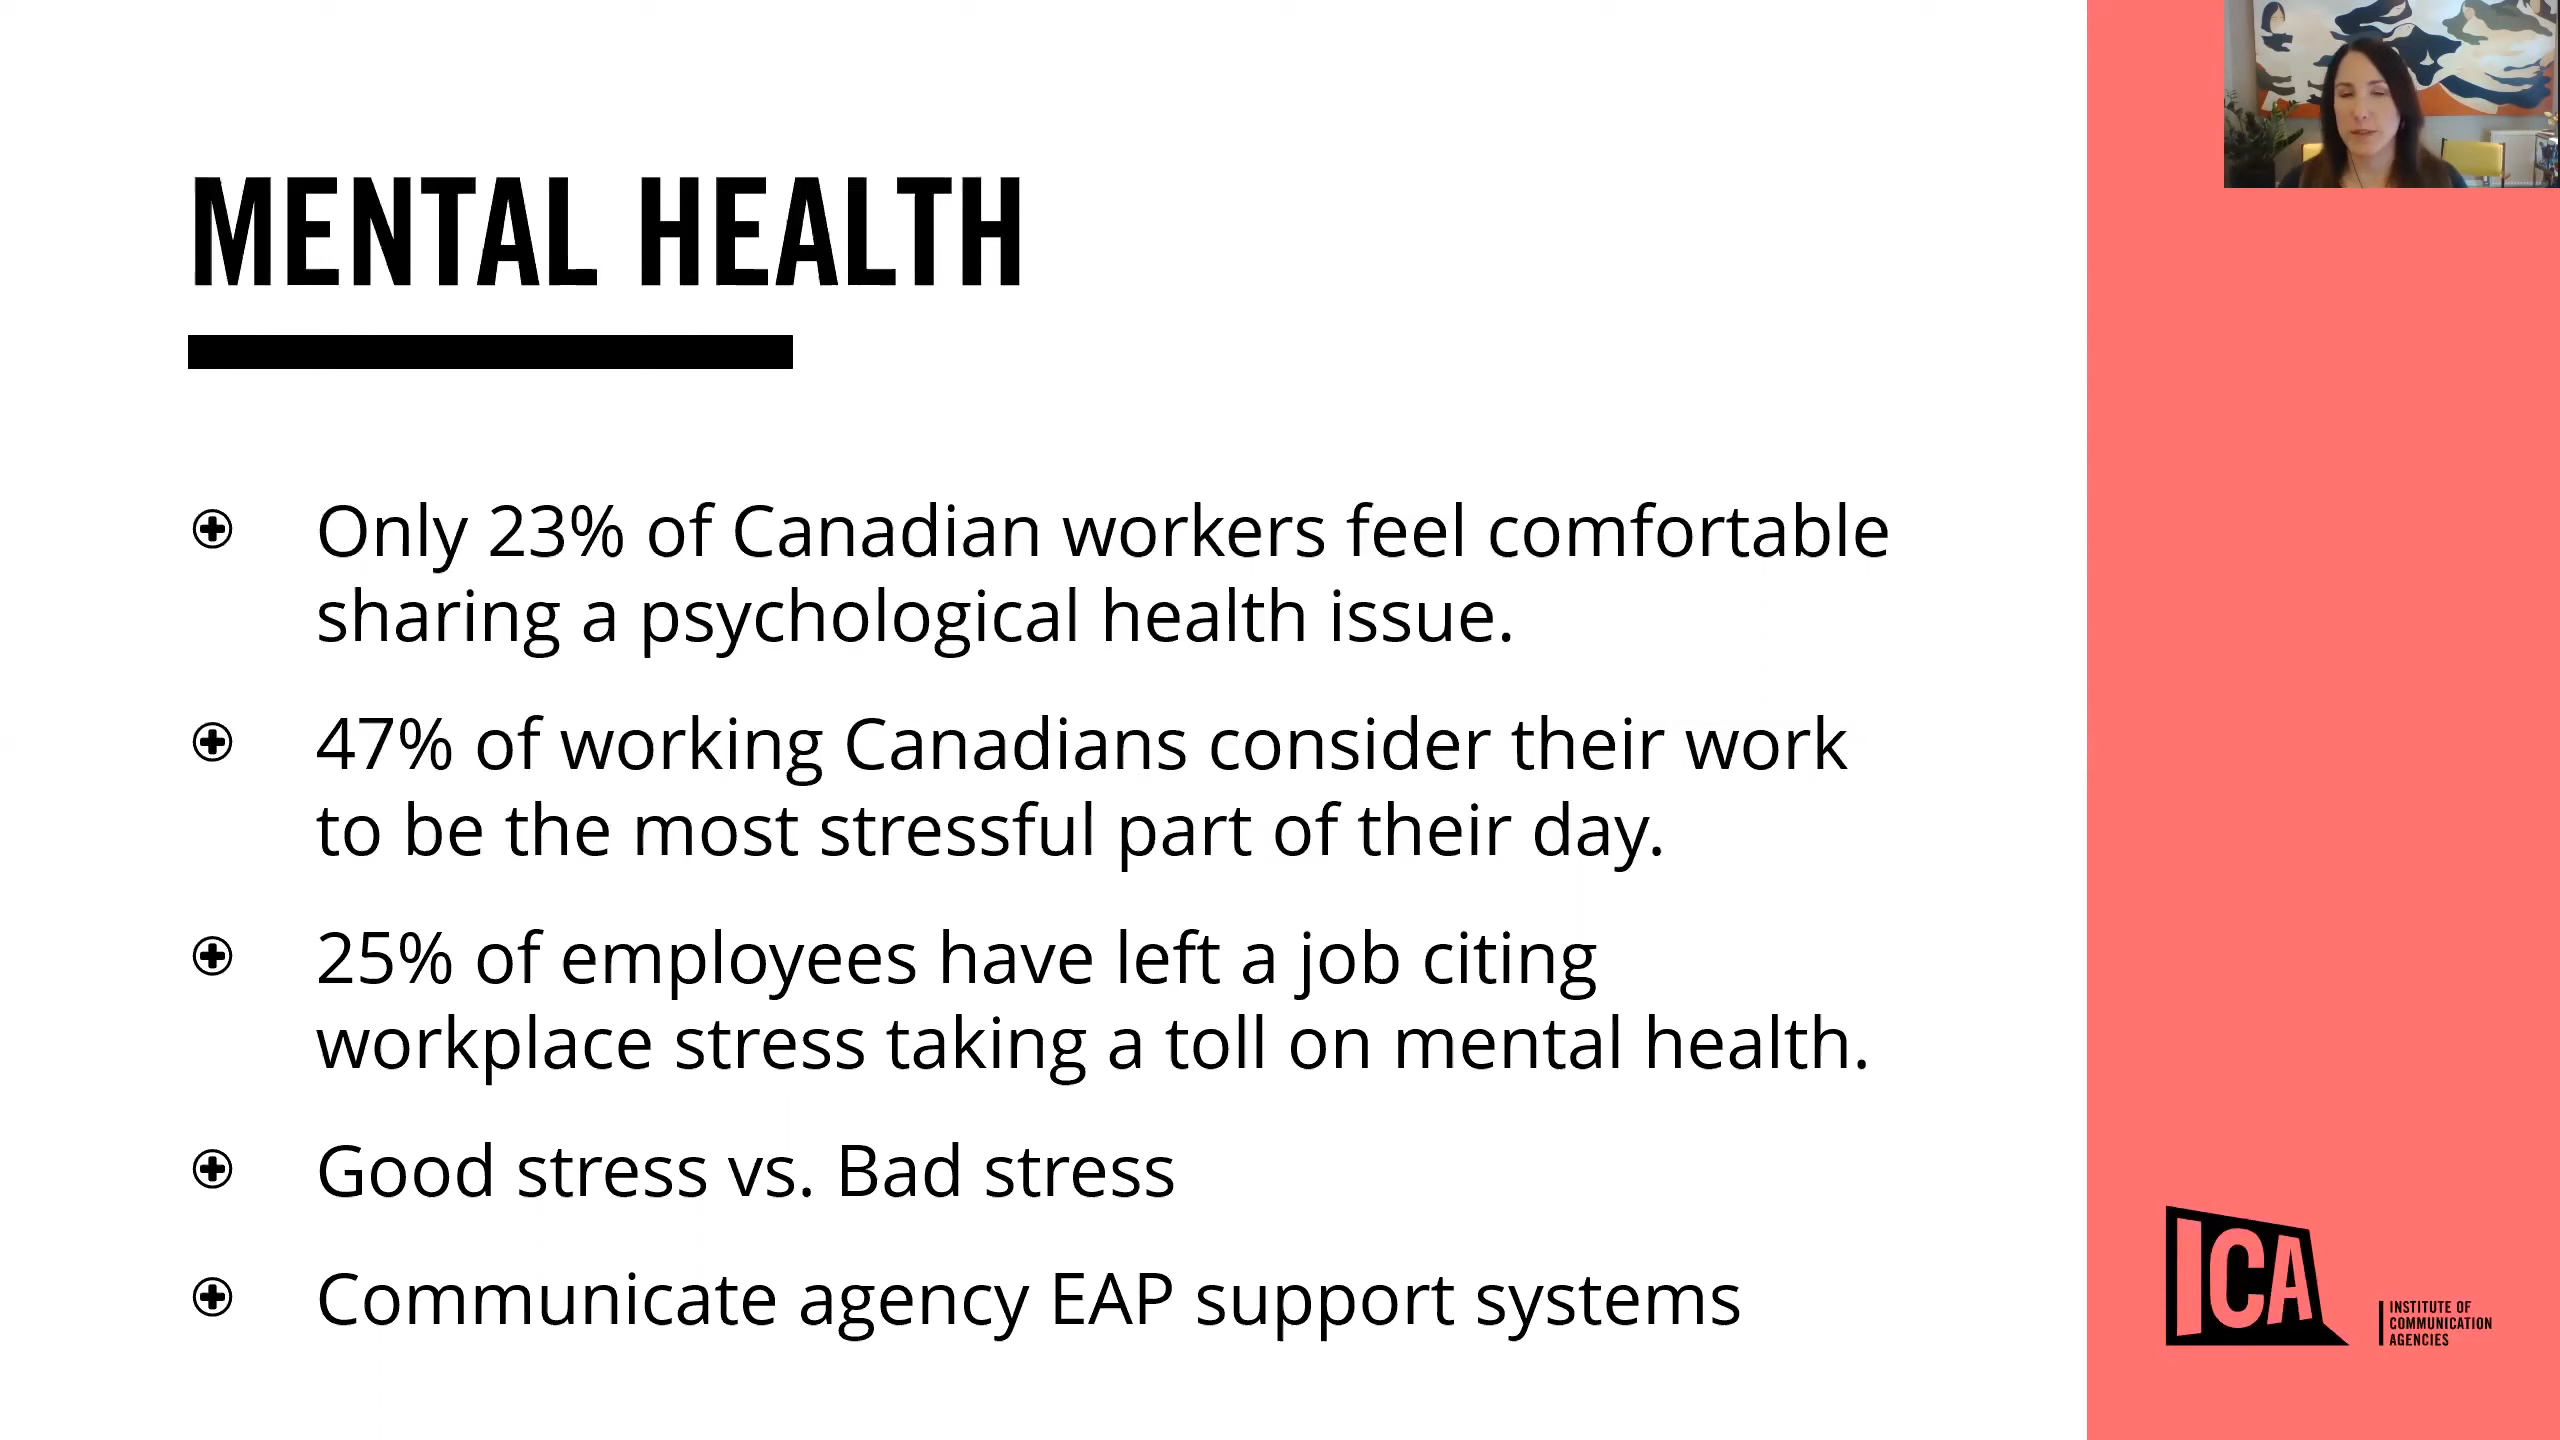 MENTAL HEALTH
Only 23% of Canadian workers feel comfortable
sharing a psychological health issue.
47% of working Canadians consider their work
to be the most stressful part of their day.
25% of employees have left a job citing
workplace stress taking a toll on mental health.
Good stress vs. Bad stress
Communicate agency EAP support systems
ICA
INSTITUTE OF
COMMUNICATION
AGENCIES